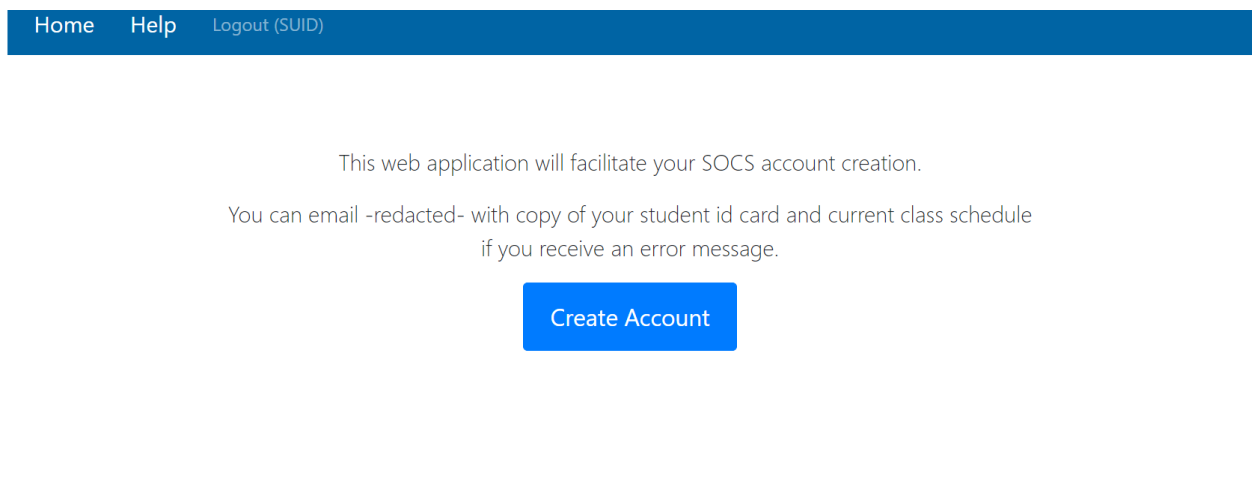 Home Help Logout (SUID)
This web application will facilitate your SOCS account creation.
You can email -redacted- with copy of your student id card and current class schedule
if you receive an error message.
Create Account